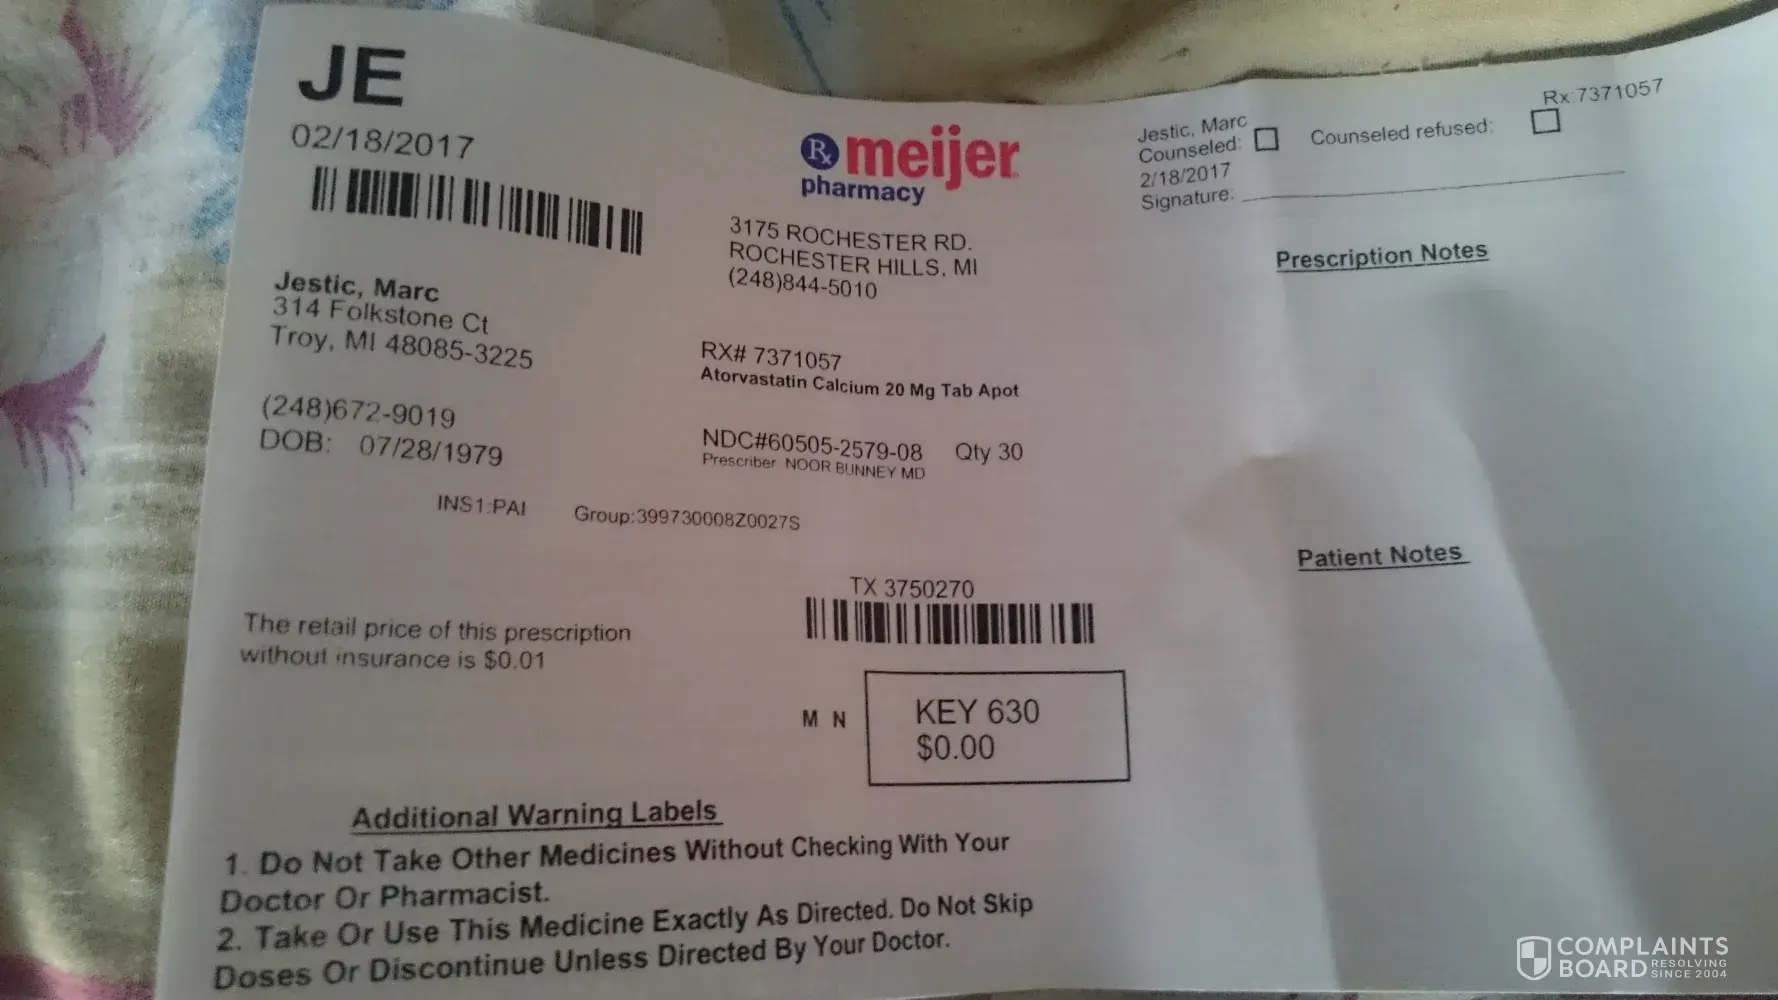 JE
02/18/2017
Jestic, Marc
314 Folkstone Ct
Troy, MI 48085-3225
(248)672-9019
DOB: 07/28/1979
Rx meijer
pharmacy
3175 ROCHESTER RD.
ROCHESTER HILLS, MI
(248)844-5010
RX# 7371057
Atorvastatin Calcium 20 Mg Tab Apot
NDC#60505-2579-08 Qty 30
Prescriber NOOR BUNNEY MD
INS1:PAI Group:399730008Z0027S
TX 3750270
The retail price of this prescription
without insurance is $0.01
M N
KEY 630
$0.00
Additional Warning Labels
1. Do Not Take Other Medicines Without Checking With Your
Doctor Or Pharmacist.
2. Take Or Use This Medicine Exactly As Directed. Do Not Skip
Doses Or Discontinue Unless Directed By Your Doctor.
Rx:7371057
Jestic, Marc
Counseled: Counseled refused:
2/18/2017
Signature:
Prescription Notes
Patient Notes
COMPLAINTS
BOARD RESOLVING
SINCE 2004